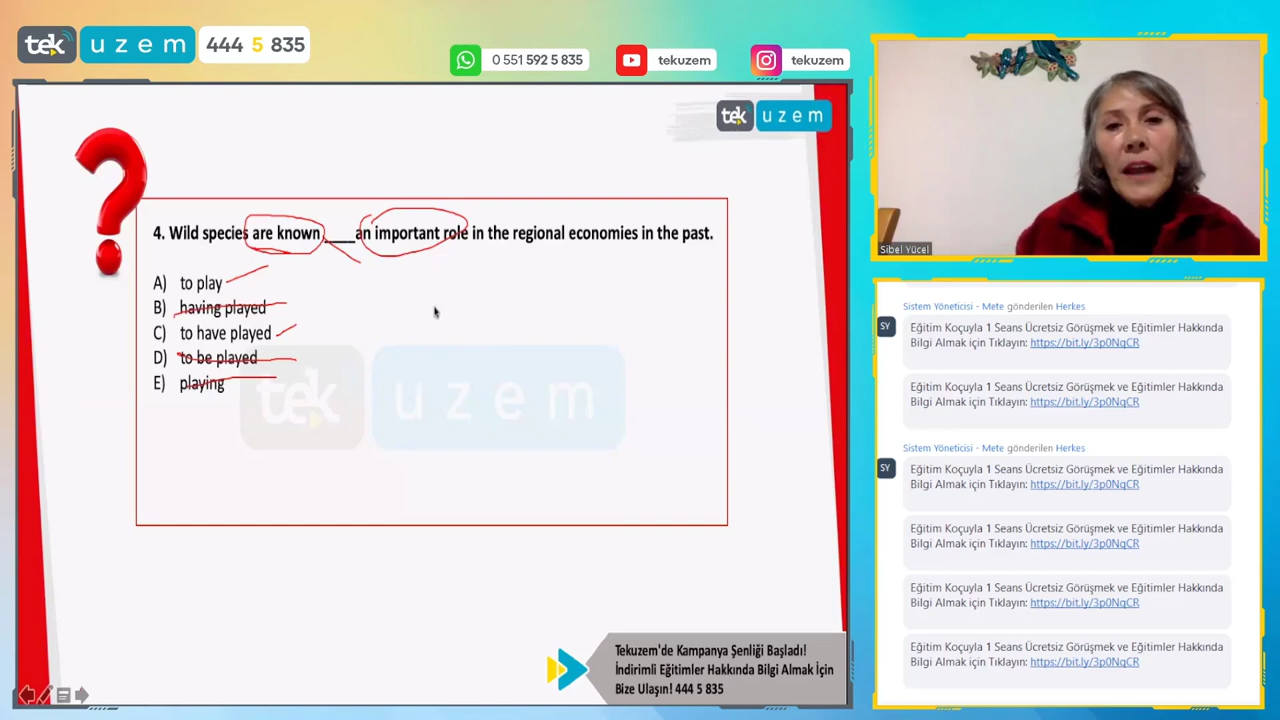 tek uzem 444 5 835
0 551 592 5 835
tekuzem
tekuzem
tek uzem
4. Wild species are known ____an important role in the regional economies in the past.
A) to play
B) having played
C) to have played
D) to be played
E) playing
tek uzem
Tekuzem'de Kampanya Şenliği Başladı!
İndirimli Eğitimler Hakkında Bilgi Almak İçin
Bize Ulaşın! 444 5 835
Sibel Yücel
Sistem Yöneticisi - Mete gönderilen Herkes
SY
Eğitim Koçuyla 1 Seans Ücretsiz Görüşmek ve Eğitimler Hakkında
Bilgi Almak için Tıklayın: https://bit.ly/3p0NqCR
Eğitim Koçuyla 1 Seans Ücretsiz Görüşmek ve Eğitimler Hakkında
Bilgi Almak için Tıklayın: https://bit.ly/3p0NqCR
Sistem Yöneticisi - Mete gönderilen Herkes
SY
Eğitim Koçuyla 1 Seans Ücretsiz Görüşmek ve Eğitimler Hakkında
Bilgi Almak için Tıklayın: https://bit.ly/3p0NqCR
Eğitim Koçuyla 1 Seans Ücretsiz Görüşmek ve Eğitimler Hakkında
Bilgi Almak için Tıklayın: https://bit.ly/3p0NqCR
Eğitim Koçuyla 1 Seans Ücretsiz Görüşmek ve Eğitimler Hakkında
Bilgi Almak için Tıklayın: https://bit.ly/3p0NqCR
Eğitim Koçuyla 1 Seans Ücretsiz Görüşmek ve Eğitimler Hakkında
Bilgi Almak için Tıklayın: https://bit.ly/3p0NqCR